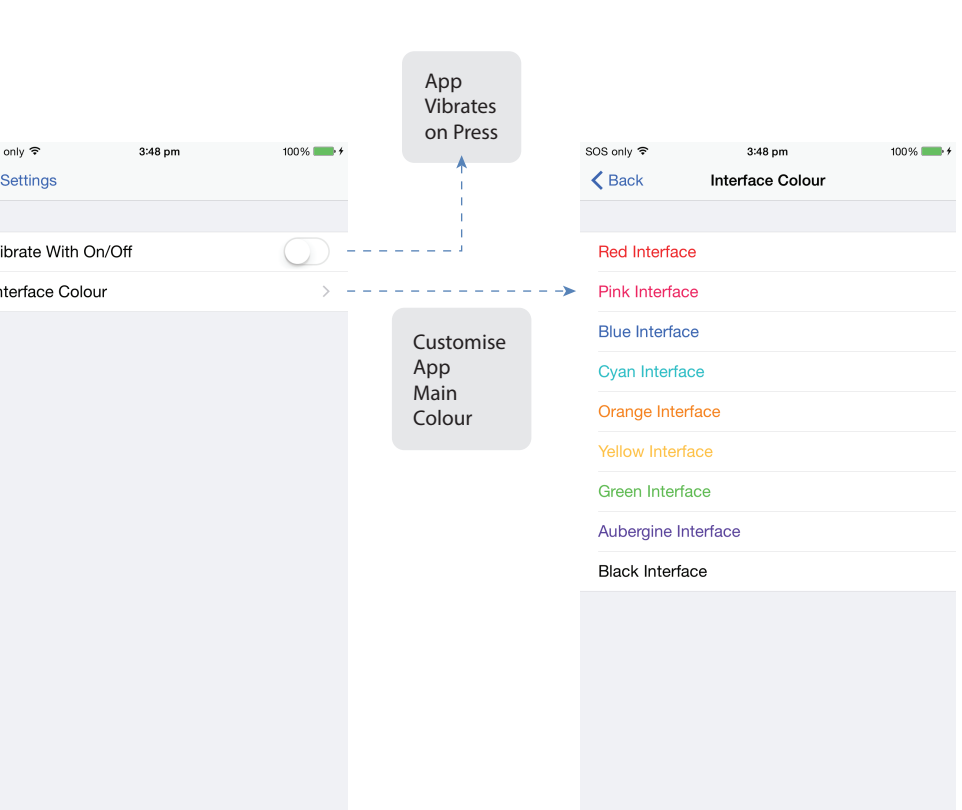 App
Vibrates
on Press
only 3:48 pm 100%
Settings
ibrate With On/Off
nterface Colour
Customise
App
Main
Colour
SOS only 3:48 pm 100%
Back Interface Colour
Red Interface
Pink Interface
Blue Interface
Cyan Interface
Orange Interface
Yellow Interface
Green Interface
Aubergine Interface
Black Interface